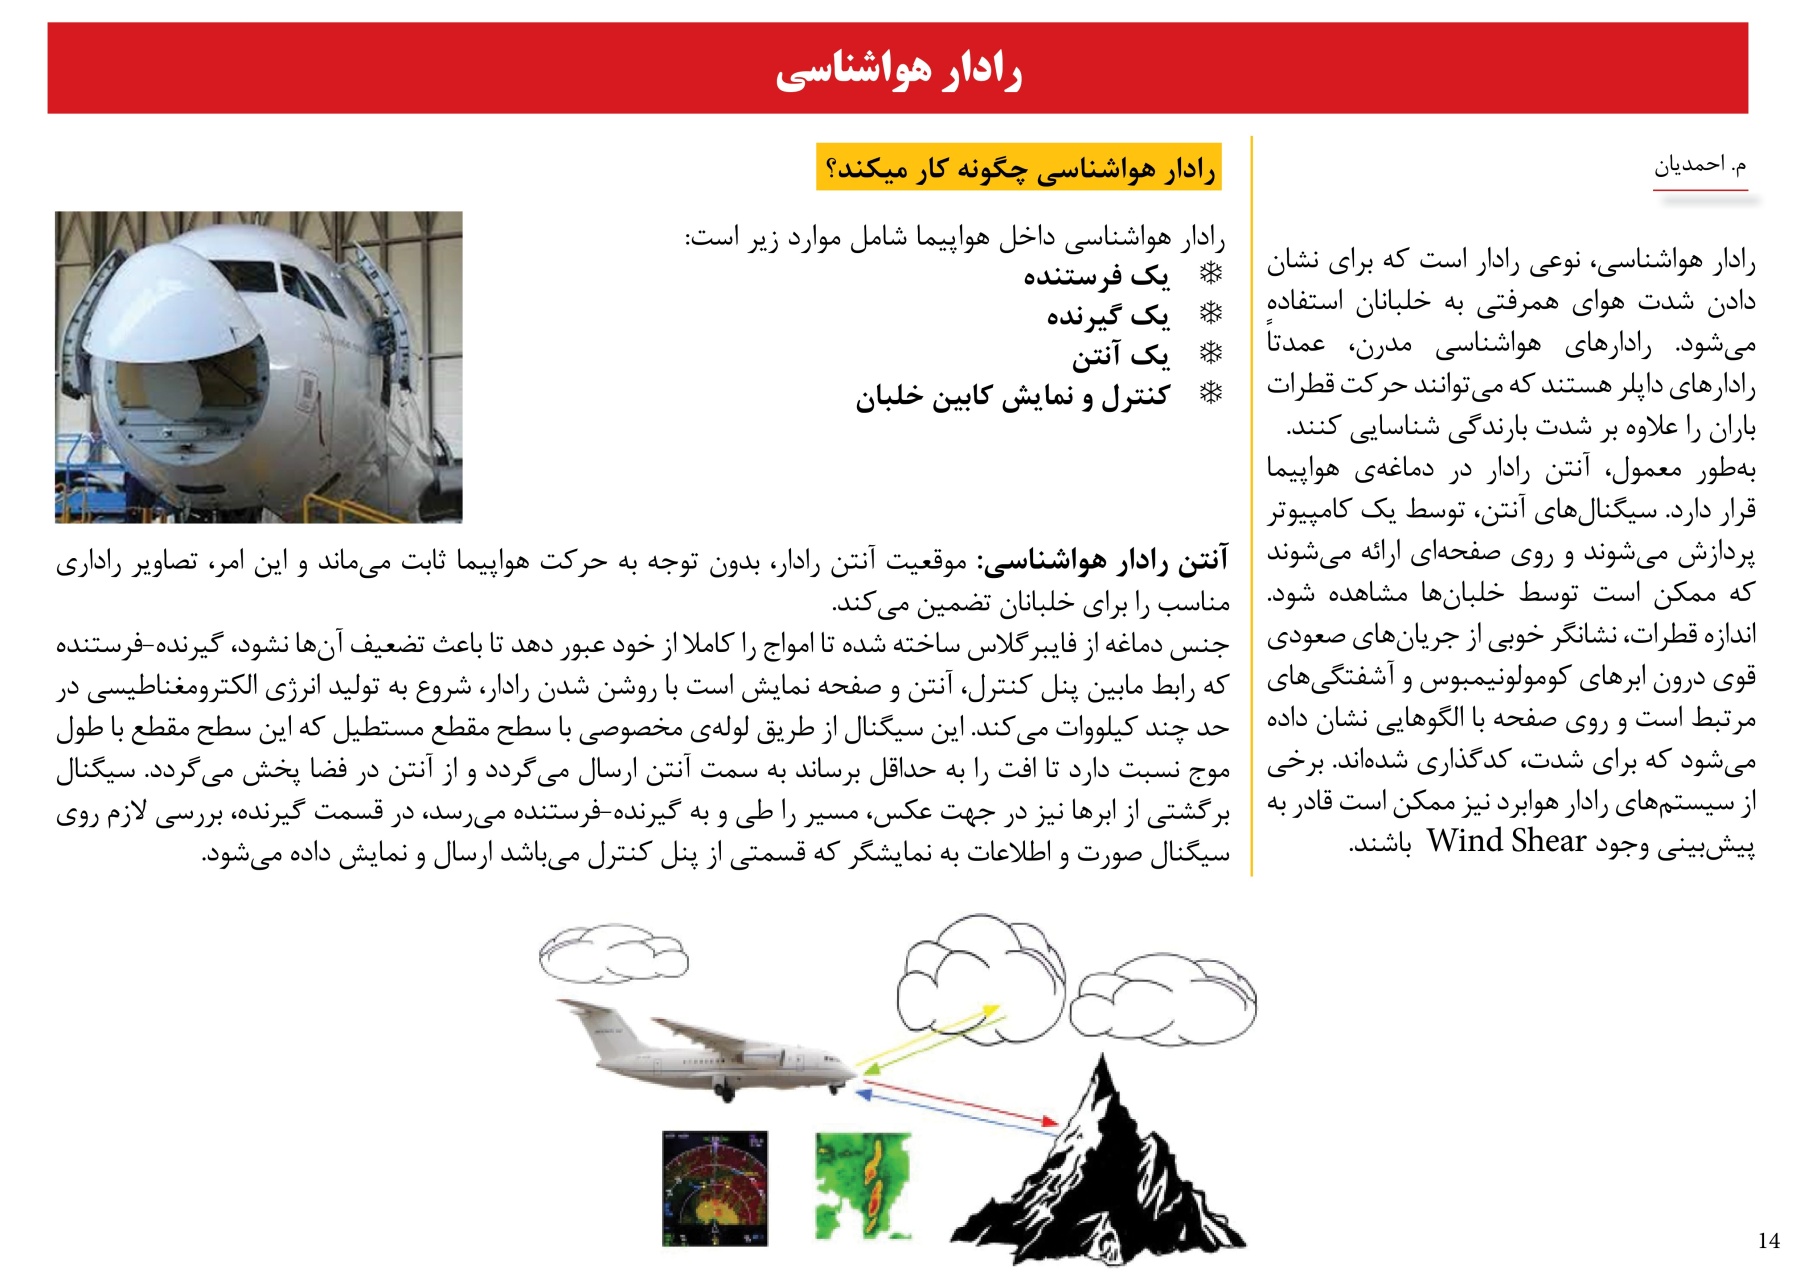 رادار هواشناسی
م. احمدیان
رادار هواشناسی، نوعی رادار است که برای نشان
دادن شدت هوای همرفتی به خلبانان استفاده
می‌شود. رادارهای هواشناسی مدرن، عمدتاً
رادارهای داپلر هستند که می‌توانند حرکت قطرات
باران را علاوه بر شدت بارندگی شناسایی کنند.
به‌طور معمول، آنتن رادار در دماغه‌ی هواپیما
قرار دارد. سیگنال‌های آنتن، توسط یک کامپیوتر
پردازش می‌شوند و روی صفحه‌ای ارائه می‌شوند
که ممکن است توسط خلبان‌ها مشاهده شود.
اندازه قطرات، نشانگر خوبی از جریان‌های صعودی
قوی درون ابرهای کومولونیمبوس و آشفتگی‌های
مرتبط است و روی صفحه با الگوهایی نشان داده
می‌شود که برای شدت، کدگذاری شده‌اند. برخی
از سیستم‌های رادار هوابرد نیز ممکن است قادر به
پیش‌بینی وجود Wind Shear باشند.
رادار هواشناسی چگونه کار میکند؟
رادار هواشناسی داخل هواپیما شامل موارد زیر است:
❄ یک فرستنده
❄ یک گیرنده
❄ یک آنتن
❄ کنترل و نمایش کابین خلبان
آنتن رادار هواشناسی: موقعیت آنتن رادار، بدون توجه به حرکت هواپیما ثابت می‌ماند و این امر، تصاویر راداری
مناسب را برای خلبانان تضمین می‌کند.
جنس دماغه از فایبرگلاس ساخته شده تا امواج را کاملا از خود عبور دهد تا باعث تضعیف آن‌ها نشود، گیرنده-فرستنده
که رابط مابین پنل کنترل، آنتن و صفحه نمایش است با روشن شدن رادار، شروع به تولید انرژی الکترومغناطیسی در
حد چند کیلووات می‌کند. این سیگنال از طریق لوله‌ی مخصوصی با سطح مقطع مستطیل که این سطح مقطع با طول
موج نسبت دارد تا افت را به حداقل برساند به سمت آنتن ارسال می‌گردد و از آنتن در فضا پخش می‌گردد. سیگنال
برگشتی از ابرها نیز در جهت عکس، مسیر را طی و به گیرنده-فرستنده می‌رسد، در قسمت گیرنده، بررسی لازم روی
سیگنال صورت و اطلاعات به نمایشگر که قسمتی از پنل کنترل می‌باشد ارسال و نمایش داده می‌شود.
14